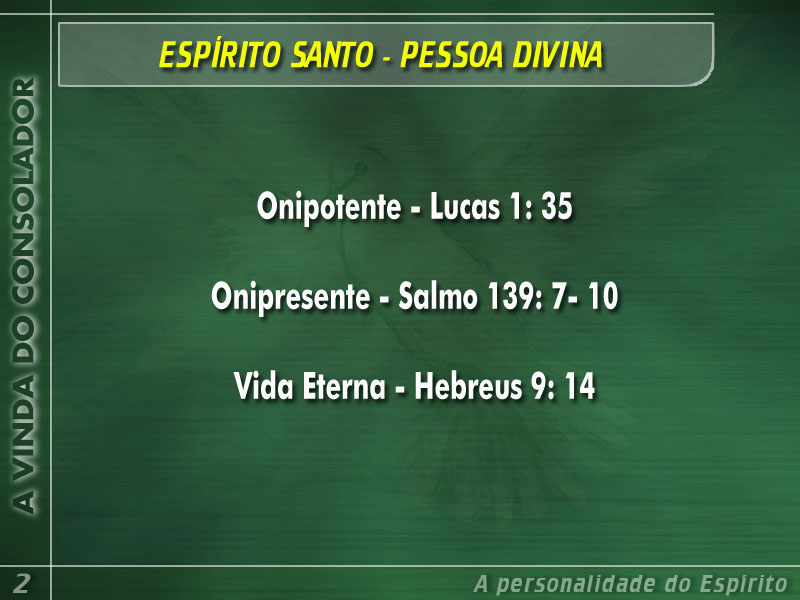 ESPÍRITO SANTO - PESSOA DIVINA
A VINDA DO CONSOLADOR
Onipotente - Lucas 1: 35
Onipresente - Salmo 139: 7- 10
Vida Eterna - Hebreus 9: 14
2
A personalidade do Espírito